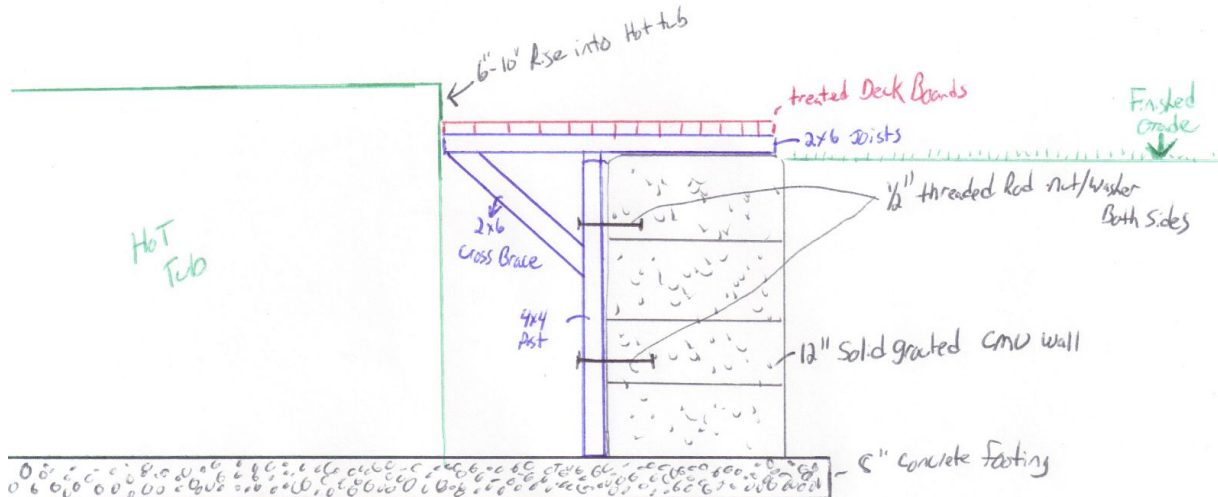 6"-10" Rise into Hot tub
treated Deck Boards
Finished
Grade
2x6 Joists
1/2" threaded Rod nut/washer
Both sides
HoT
Tub
2x6
Cross Brace
4x4
Post
12" Solid grouted CMU wall
8" Concrete footing